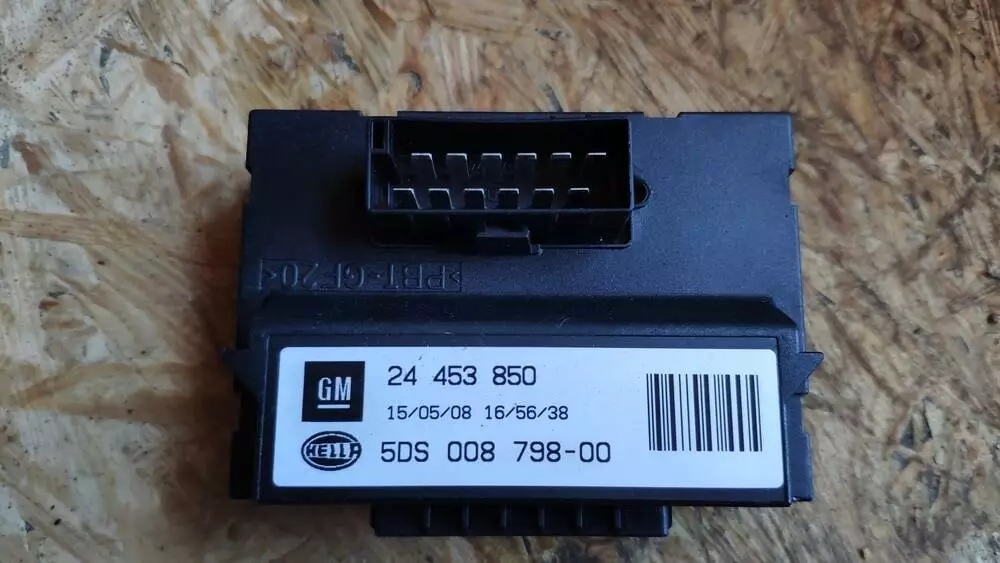 >PBT-GF20<
GM
24 453 850
15/05/08 16/56/38
HELLA
5DS 008 798-00